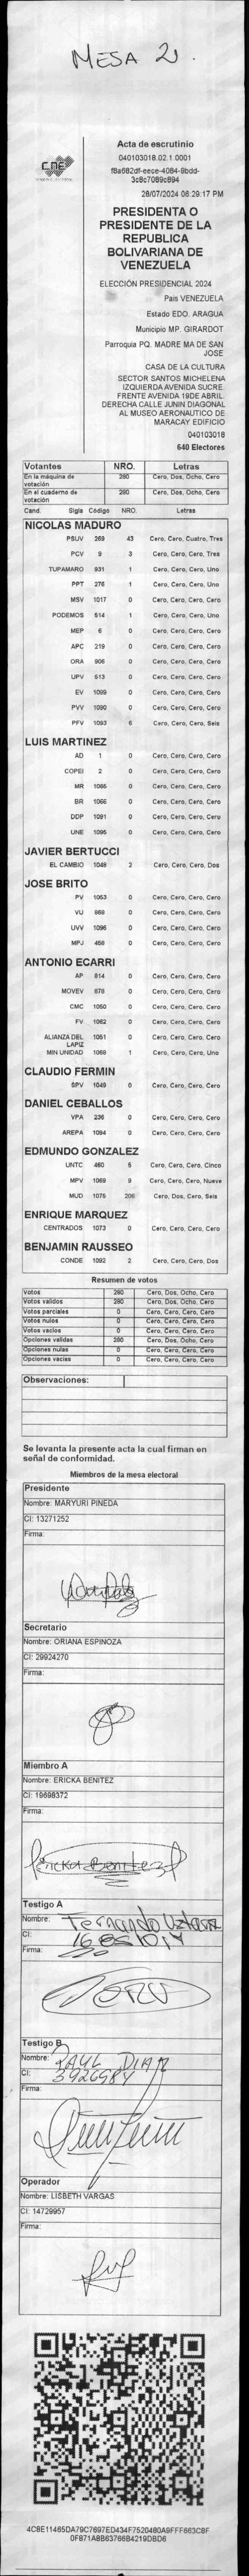 MESA 2
CNE
Acta de escrutinio
040103018.02.1.0001
f8a682df-eece-4084-9bdd-
3c8c7089c894
28/07/2024 06:29:17 PM
PRESIDENTA O
PRESIDENTE DE LA
REPUBLICA
BOLIVARIANA DE
VENEZUELA
ELECCIÓN PRESIDENCIAL 2024
Pais VENEZUELA
Estado EDO. ARAGUA
Municipio MP. GIRARDOT
Parroquia PQ. MADRE MA DE SAN
JOSE
CASA DE LA CULTURA
SECTOR SANTOS MICHELENA
IZQUIERDA AVENIDA SUCRE.
FRENTE AVENIDA 19DE ABRIL
DERECHA CALLE JUNIN DIAGONAL
AL MUSEO AERONAUTICO DE
MARACAY EDIFICIO
040103018
640 Electores
Votantes NRO. Letras
En la máquina de votación 280 Cero, Dos, Ocho, Cero
En el cuaderno de votación 280 Cero, Dos, Ocho, Cero
Cand. Sigla Código NRO. Letras
NICOLAS MADURO
PSUV 269 43 Cero, Cero, Cuatro, Tres
PCV 9 3 Cero, Cero, Cero, Tres
TUPAMARO 931 1 Cero, Cero, Cero, Uno
PPT 276 1 Cero, Cero, Cero, Uno
MSV 1017 0 Cero, Cero, Cero, Cero
PODEMOS 514 1 Cero, Cero, Cero, Uno
MEP 6 0 Cero, Cero, Cero, Cero
APC 219 0 Cero, Cero, Cero, Cero
ORA 906 0 Cero, Cero, Cero, Cero
UPV 513 0 Cero, Cero, Cero, Cero
EV 1099 0 Cero, Cero, Cero, Cero
PVV 1090 0 Cero, Cero, Cero, Cero
PFV 1093 6 Cero, Cero, Cero, Seis
LUIS MARTINEZ
AD 1 0 Cero, Cero, Cero, Cero
COPEI 2 0 Cero, Cero, Cero, Cero
MR 1065 0 Cero, Cero, Cero, Cero
BR 1066 0 Cero, Cero, Cero, Cero
DDP 1091 0 Cero, Cero, Cero, Cero
UNE 1095 0 Cero, Cero, Cero, Cero
JAVIER BERTUCCI
EL CAMBIO 1048 2 Cero, Cero, Cero, Dos
JOSE BRITO
PV 1053 0 Cero, Cero, Cero, Cero
VU 868 0 Cero, Cero, Cero, Cero
UVV 1096 0 Cero, Cero, Cero, Cero
MPJ 458 0 Cero, Cero, Cero, Cero
ANTONIO ECARRI
AP 814 0 Cero, Cero, Cero, Cero
MOVEV 878 0 Cero, Cero, Cero, Cero
CMC 1050 0 Cero, Cero, Cero, Cero
FV 1062 0 Cero, Cero, Cero, Cero
ALIANZA DEL LAPIZ 1051 0 Cero, Cero, Cero, Cero
MIN UNIDAD 1069 1 Cero, Cero, Cero, Uno
CLAUDIO FERMIN
SPV 1049 0 Cero, Cero, Cero, Cero
DANIEL CEBALLOS
VPA 236 0 Cero, Cero, Cero, Cero
AREPA 1094 0 Cero, Cero, Cero, Cero
EDMUNDO GONZALEZ
UNTC 460 5 Cero, Cero, Cero, Cinco
MPV 1069 9 Cero, Cero, Cero, Nueve
MUD 1075 206 Cero, Dos, Cero, Seis
ENRIQUE MARQUEZ
CENTRADOS 1073 0 Cero, Cero, Cero, Cero
BENJAMIN RAUSSEO
CONDE 1092 2 Cero, Cero, Cero, Dos
Resumen de votos
Votos 280 Cero, Dos, Ocho, Cero
Votos validos 280 Cero, Dos, Ocho, Cero
Votos parciales 0 Cero, Cero, Cero, Cero
Votos nulos 0 Cero, Cero, Cero, Cero
Votos vacios 0 Cero, Cero, Cero, Cero
Opciones validas 280 Cero, Dos, Ocho, Cero
Opciones nulas 0 Cero, Cero, Cero, Cero
Opciones vacias 0 Cero, Cero, Cero, Cero
Observaciones:
Se levanta la presente acta la cual firman en
señal de conformidad.
Miembros de la mesa electoral
Presidente
Nombre: MARYURI PINEDA
CI: 13271252
Firma:
Secretario
Nombre: ORIANA ESPINOZA
CI: 29924270
Firma:
Miembro A
Nombre: ERICKA BENITEZ
CI: 19698372
Firma:
Ericka Benitez
Testigo A
Nombre: Fernando
CI:
Firma:
Testigo B
Nombre: RAUL DIAZ
CI: 3926984
Firma:
Operador
Nombre: LISBETH VARGAS
CI: 14729957
Firma:
4C8E11465DA79C7697ED434F7520480A9FFF663C8F
0F871A8B63766B4219DBD6